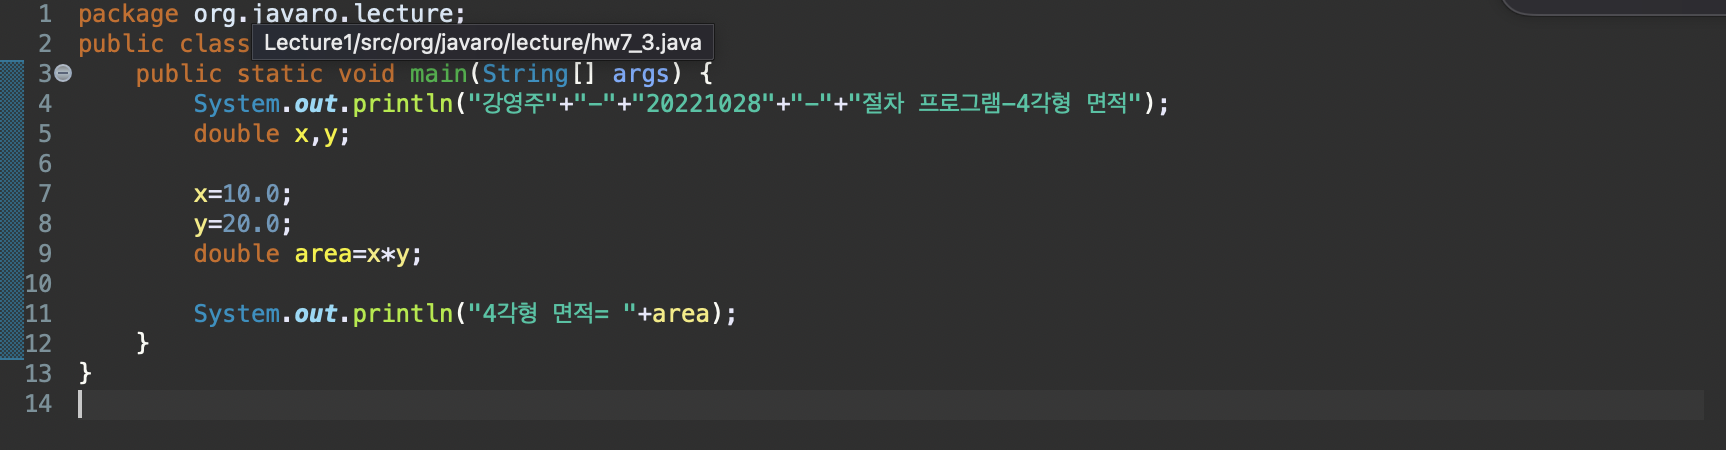 1 package org.javaro.lecture;
2 public class
Lecture1/src/org/javaro/lecture/hw7_3.java
3 public static void main(String[] args) {
4 System.out.println("강영주"+"-"+"20221028"+"-"+"절차 프로그램-4각형 면적");
5 double x,y;
6
7 x=10.0;
8 y=20.0;
9 double area=x*y;
10
11 System.out.println("4각형 면적= "+area);
12 }
13 }
14